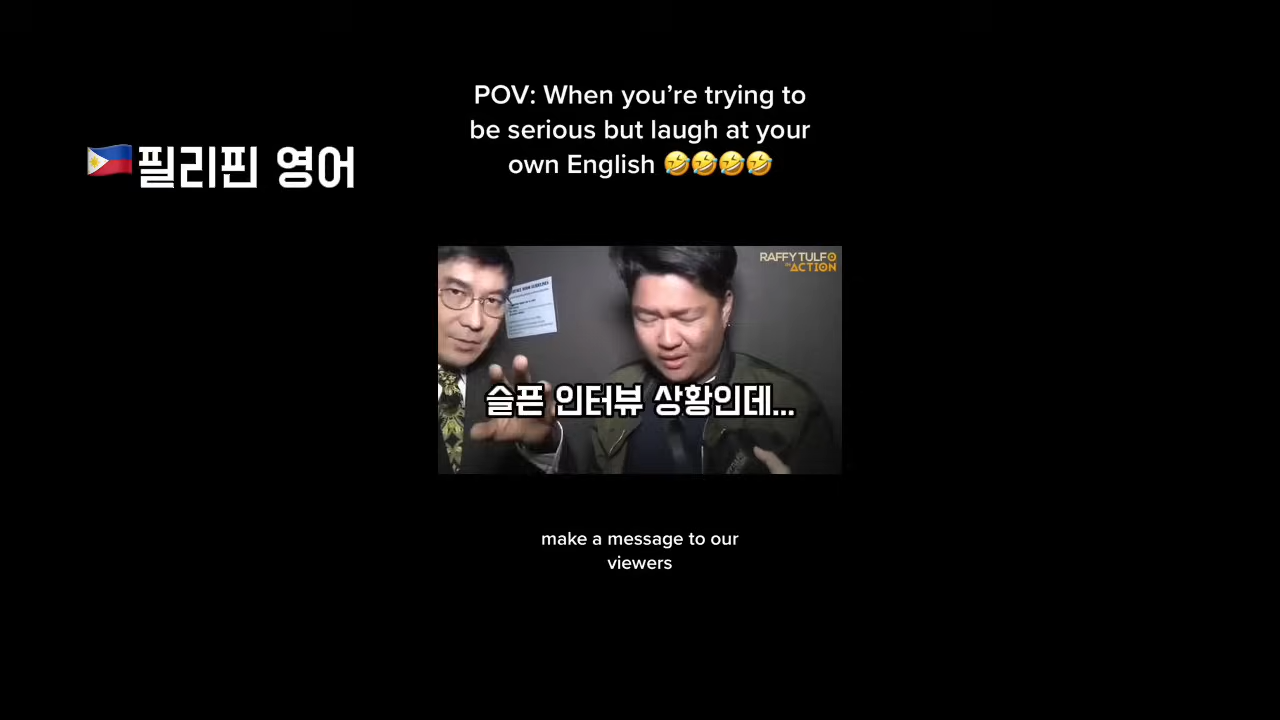 POV: When you’re trying to
be serious but laugh at your
own English 🤣🤣🤣🤣
🇵🇭필리핀 영어
RAFFY TULFO
IN ACTION
슬픈 인터뷰 상황인데...
make a message to our
viewers